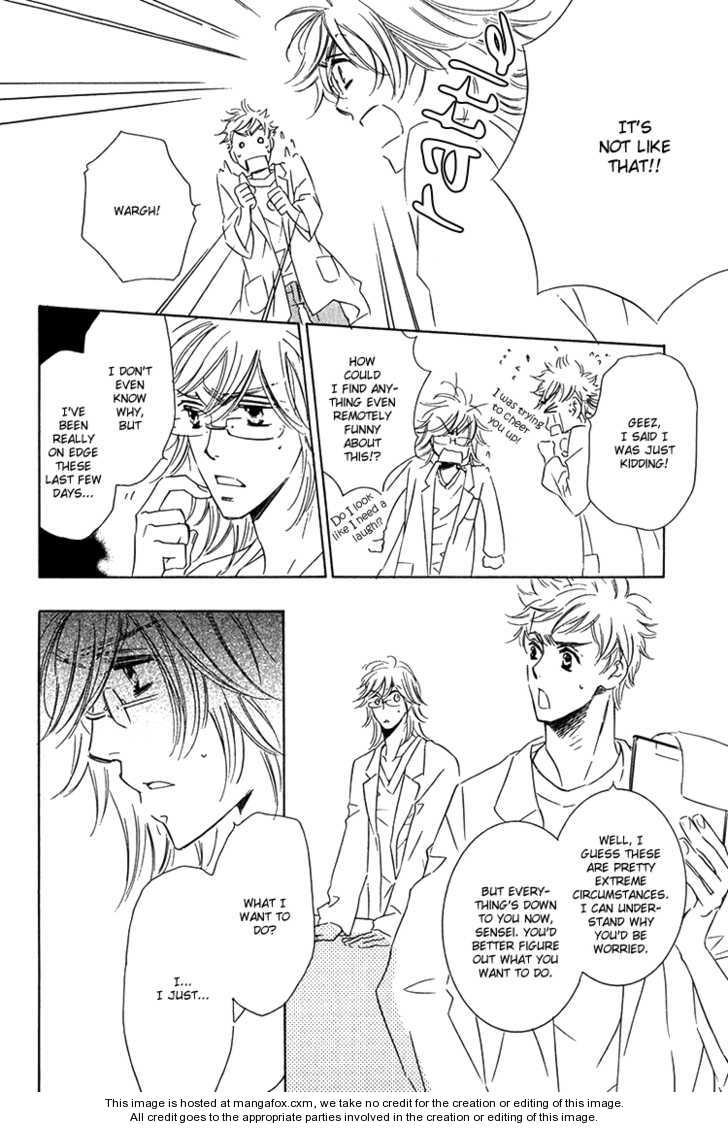 IT'S
NOT LIKE
THAT!!
rattle
WARGH!
GEEZ,
I SAID I
WAS JUST
KIDDING!
I was trying
to cheer
you up!
HOW
COULD
I FIND ANY-
THING EVEN
REMOTELY
FUNNY
ABOUT
THIS!?
Do I look
like I need a
laugh!?
I DON'T
EVEN
KNOW
WHY,
BUT
I'VE
BEEN
REALLY
ON EDGE
THESE
LAST FEW
DAYS...
WELL, I
GUESS THESE
ARE PRETTY
EXTREME
CIRCUMSTANCES.
I CAN UNDER-
STAND WHY
YOU'D BE
WORRIED.
BUT EVERY-
THING'S DOWN
TO YOU NOW,
SENSEI. YOU'D
BETTER FIGURE
OUT WHAT YOU
WANT TO DO.
WHAT I
WANT TO
DO?
I...
I JUST...
This image is hosted at mangafox.cxm, we take no credit for the creation or editing of this image.
All credit goes to the appropriate parties involved in the creation or editing of this image.